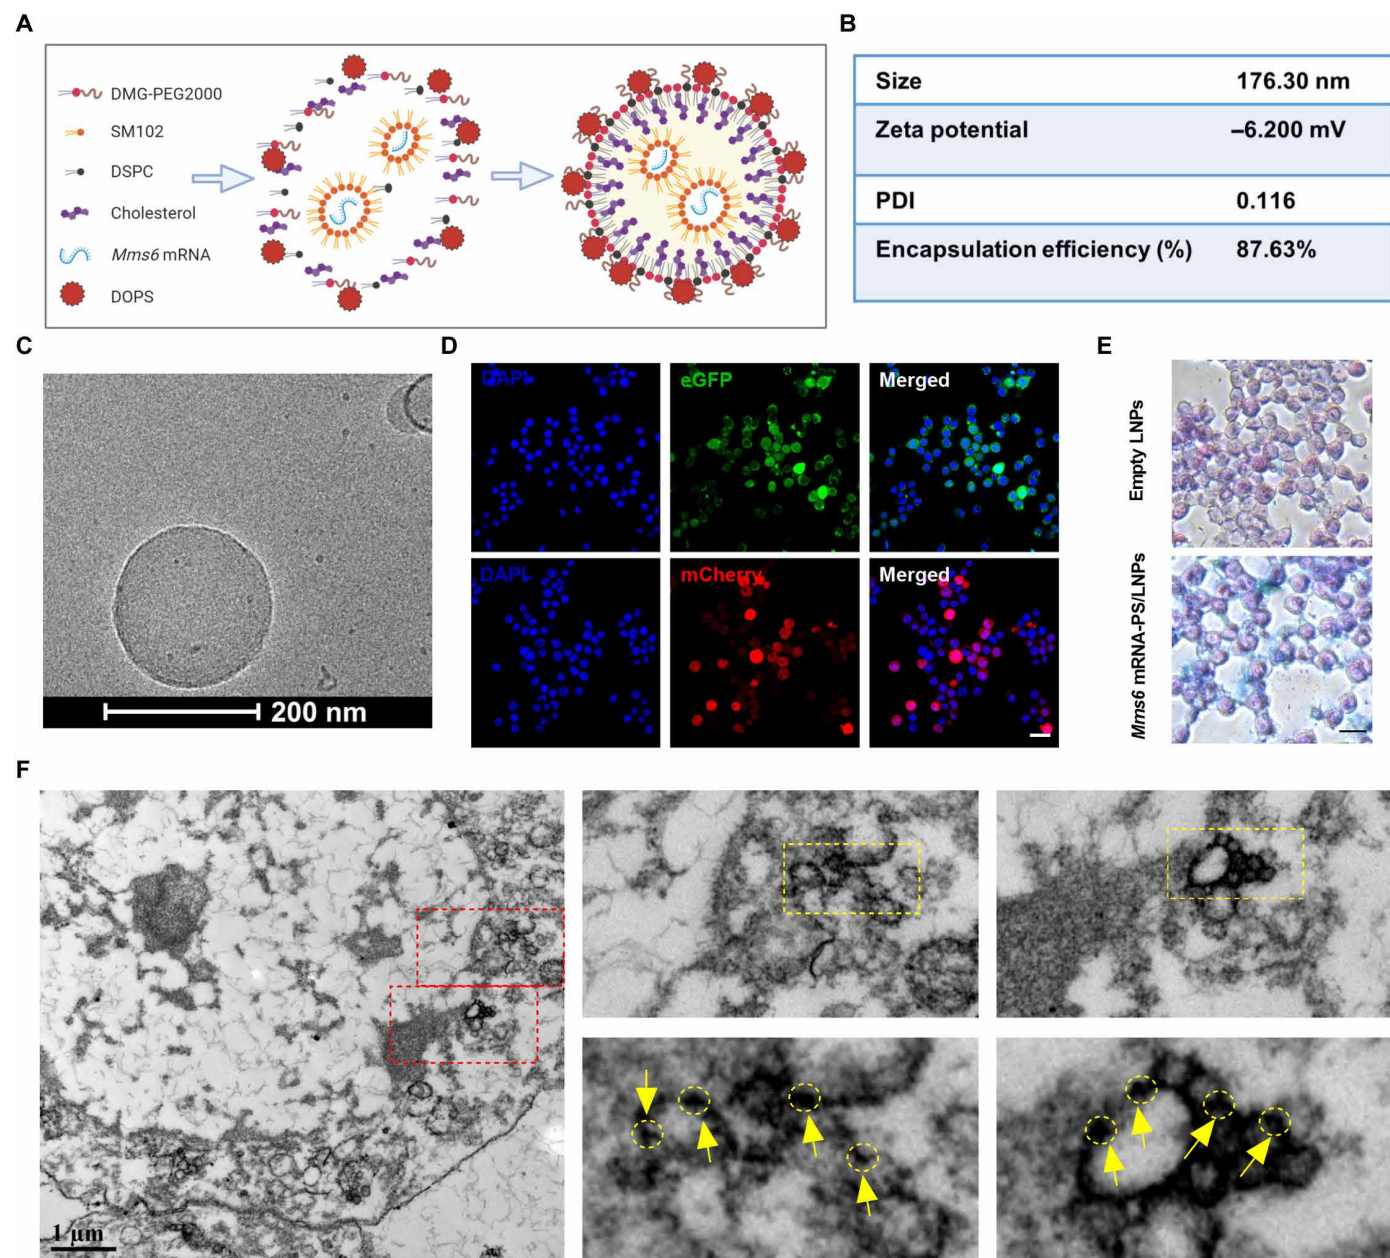 A
B
DMG-PEG2000
SM102
DSPC
Cholesterol
Mms6 mRNA
DOPS
Size 176.30 nm
Zeta potential –6.200 mV
PDI 0.116
Encapsulation efficiency (%) 87.63%
C
D
E
200 nm
DAPI eGFP Merged
DAPI mCherry Merged
Empty LNPs
Mms6 mRNA-PS/LNPs
F
1 μm